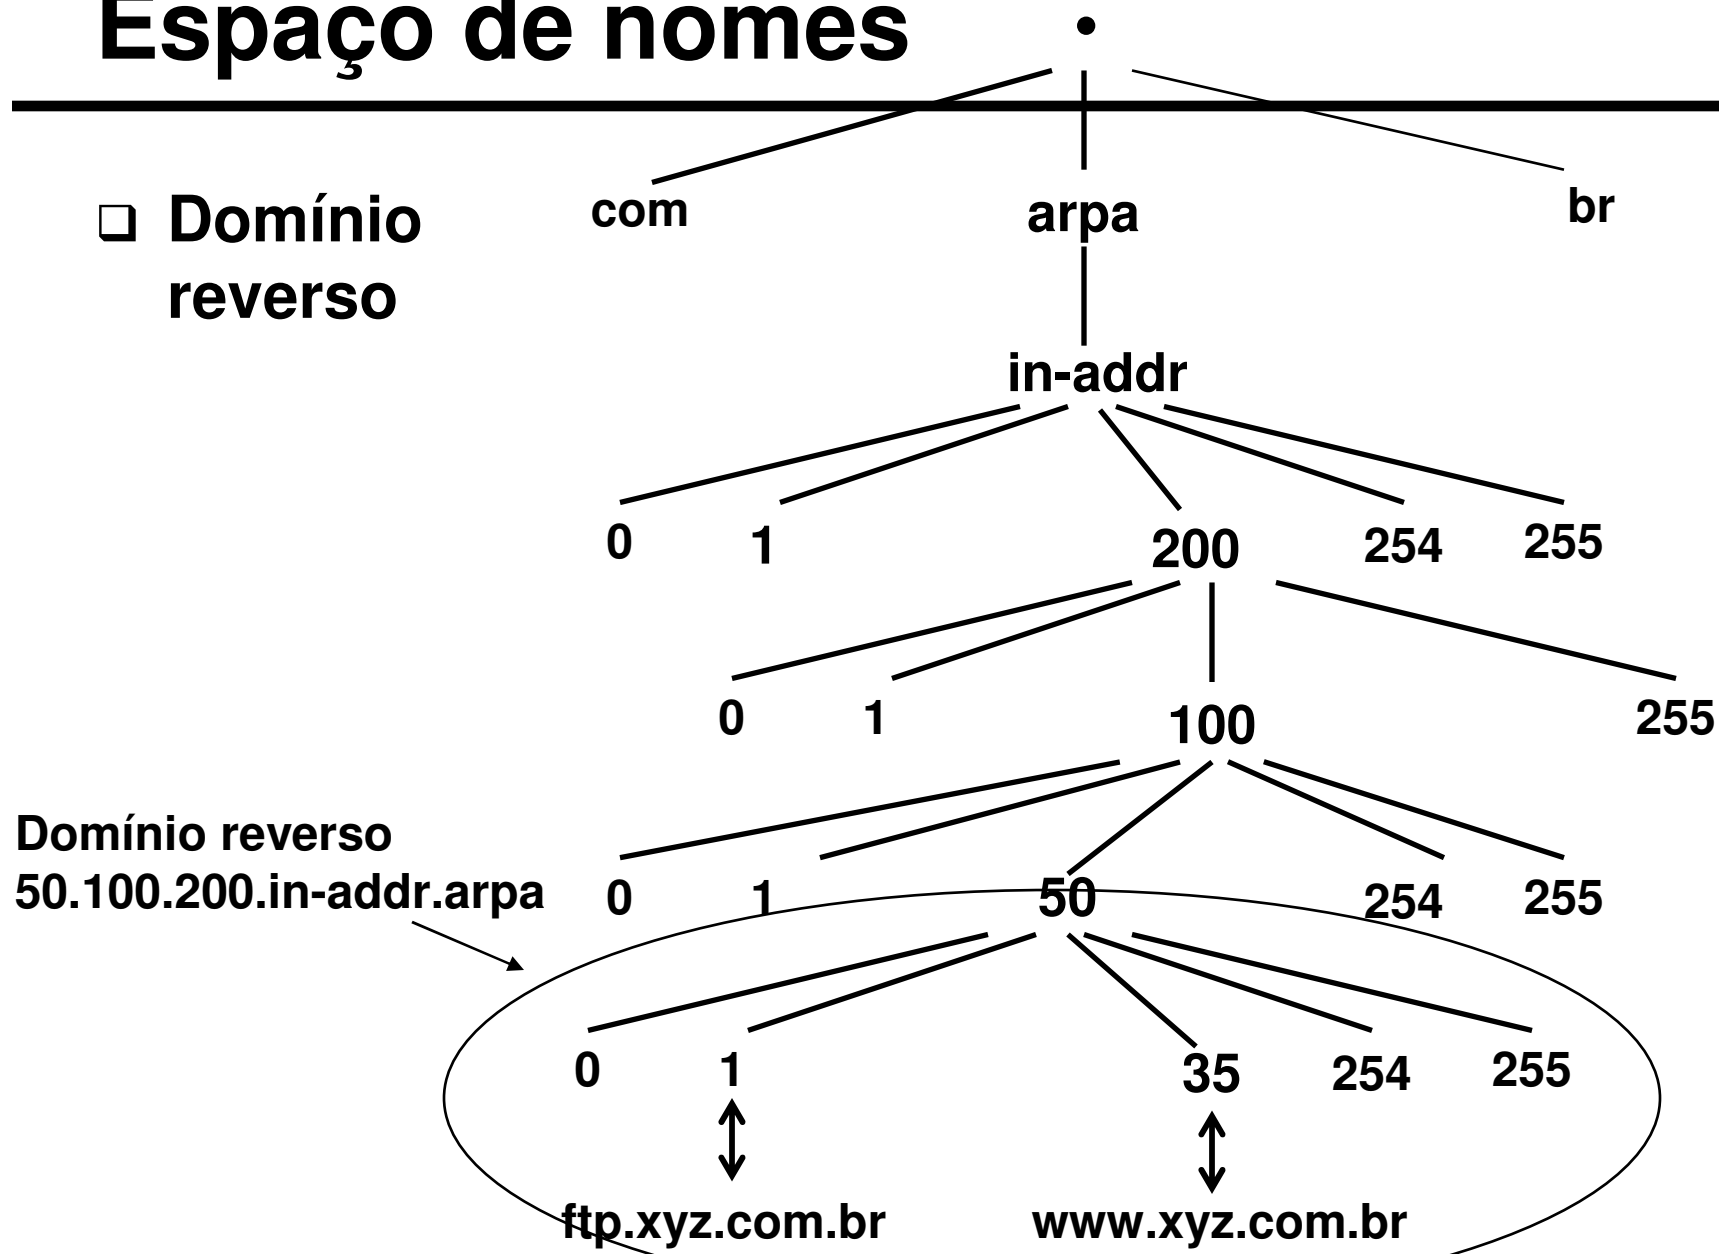 Espaço de nomes
.
com arpa br
❑ Domínio
reverso
in-addr
0 1 200 254 255
0 1 100 255
Domínio reverso
50.100.200.in-addr.arpa
0 1 50 254 255
0 1 35 254 255
ftp.xyz.com.br www.xyz.com.br